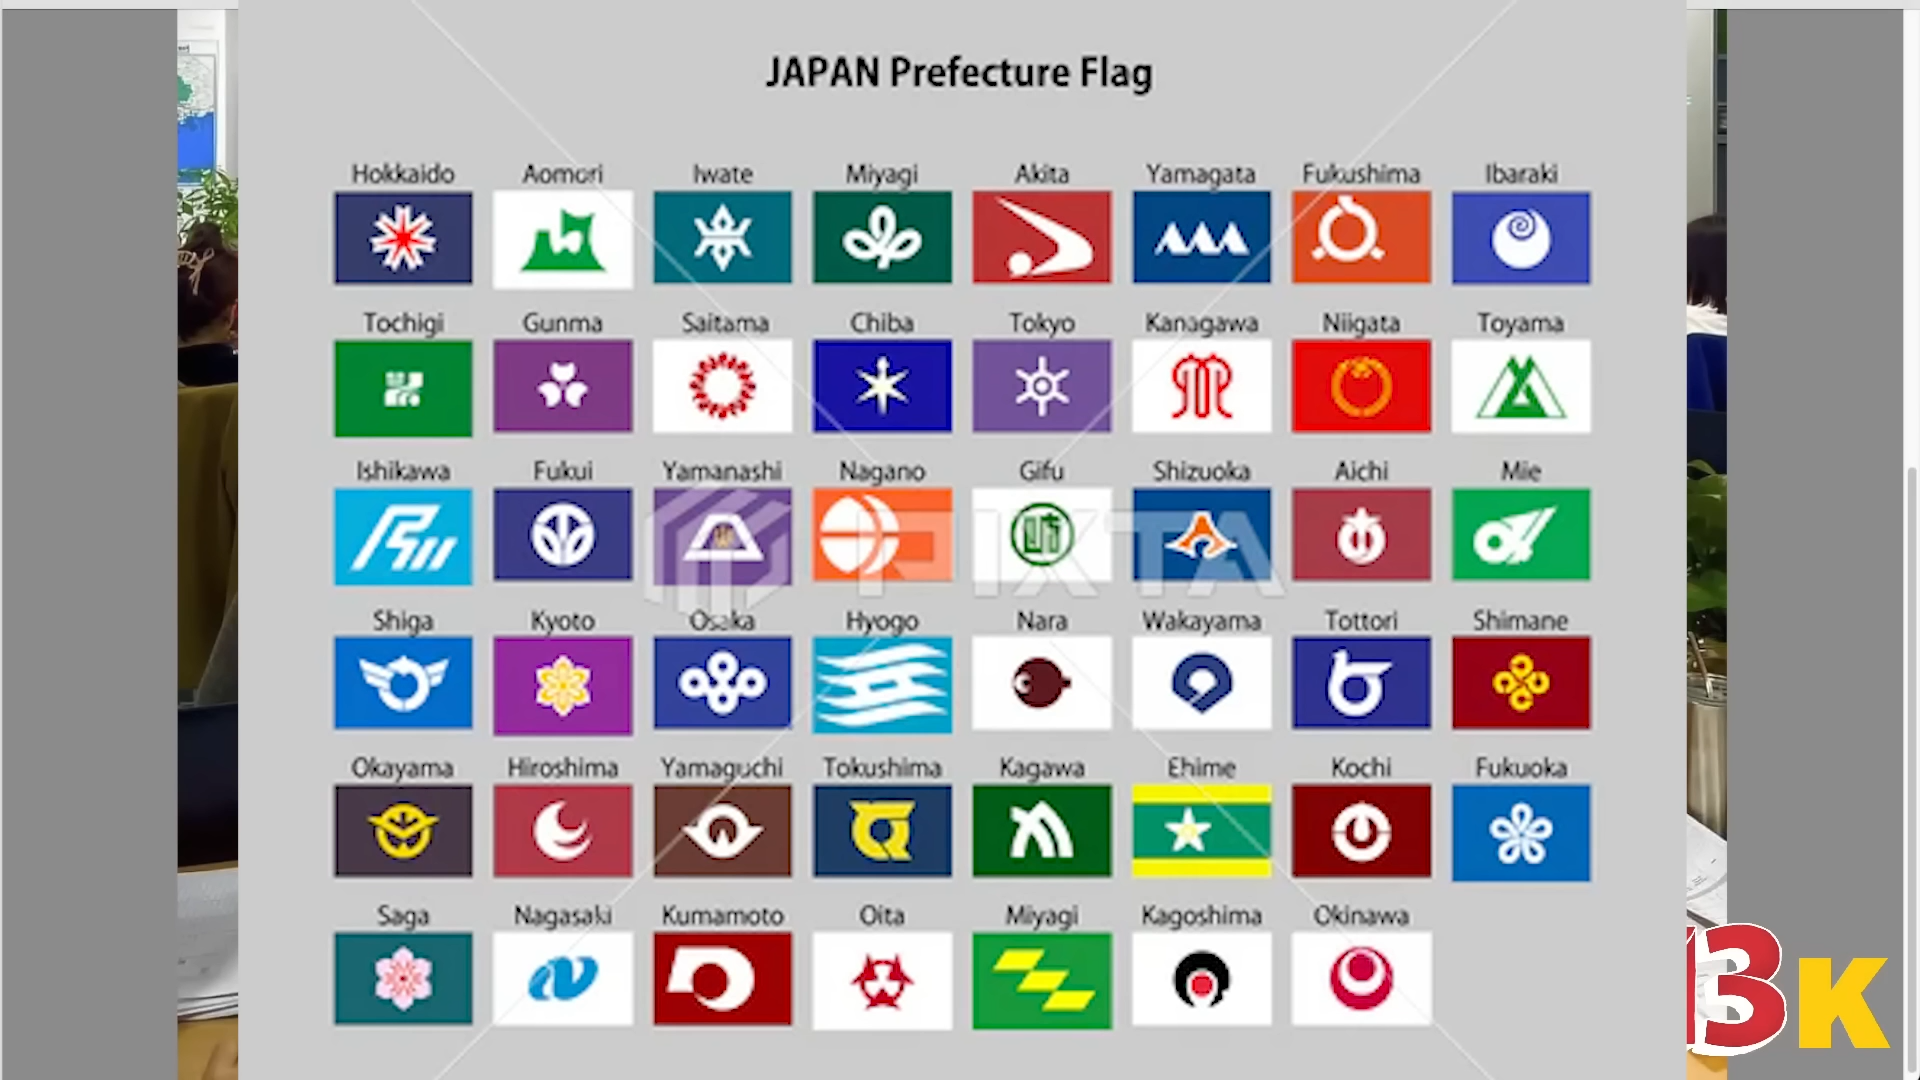 JAPAN Prefecture Flag
Hokkaido Aomori Iwate Miyagi Akita Yamagata Fukushima Ibaraki
Tochigi Gunma Saitama Chiba Tokyo Kanagawa Niigata Toyama
Ishikawa Fukui Yamanashi Nagano Gifu Shizuoka Aichi Mie
PIXTA
Shiga Kyoto Osaka Hyogo Nara Wakayama Tottori Shimane
Okayama Hiroshima Yamaguchi Tokushima Kagawa Ehime Kochi Fukuoka
Saga Nagasaki Kumamoto Oita Miyagi Kagoshima Okinawa
K